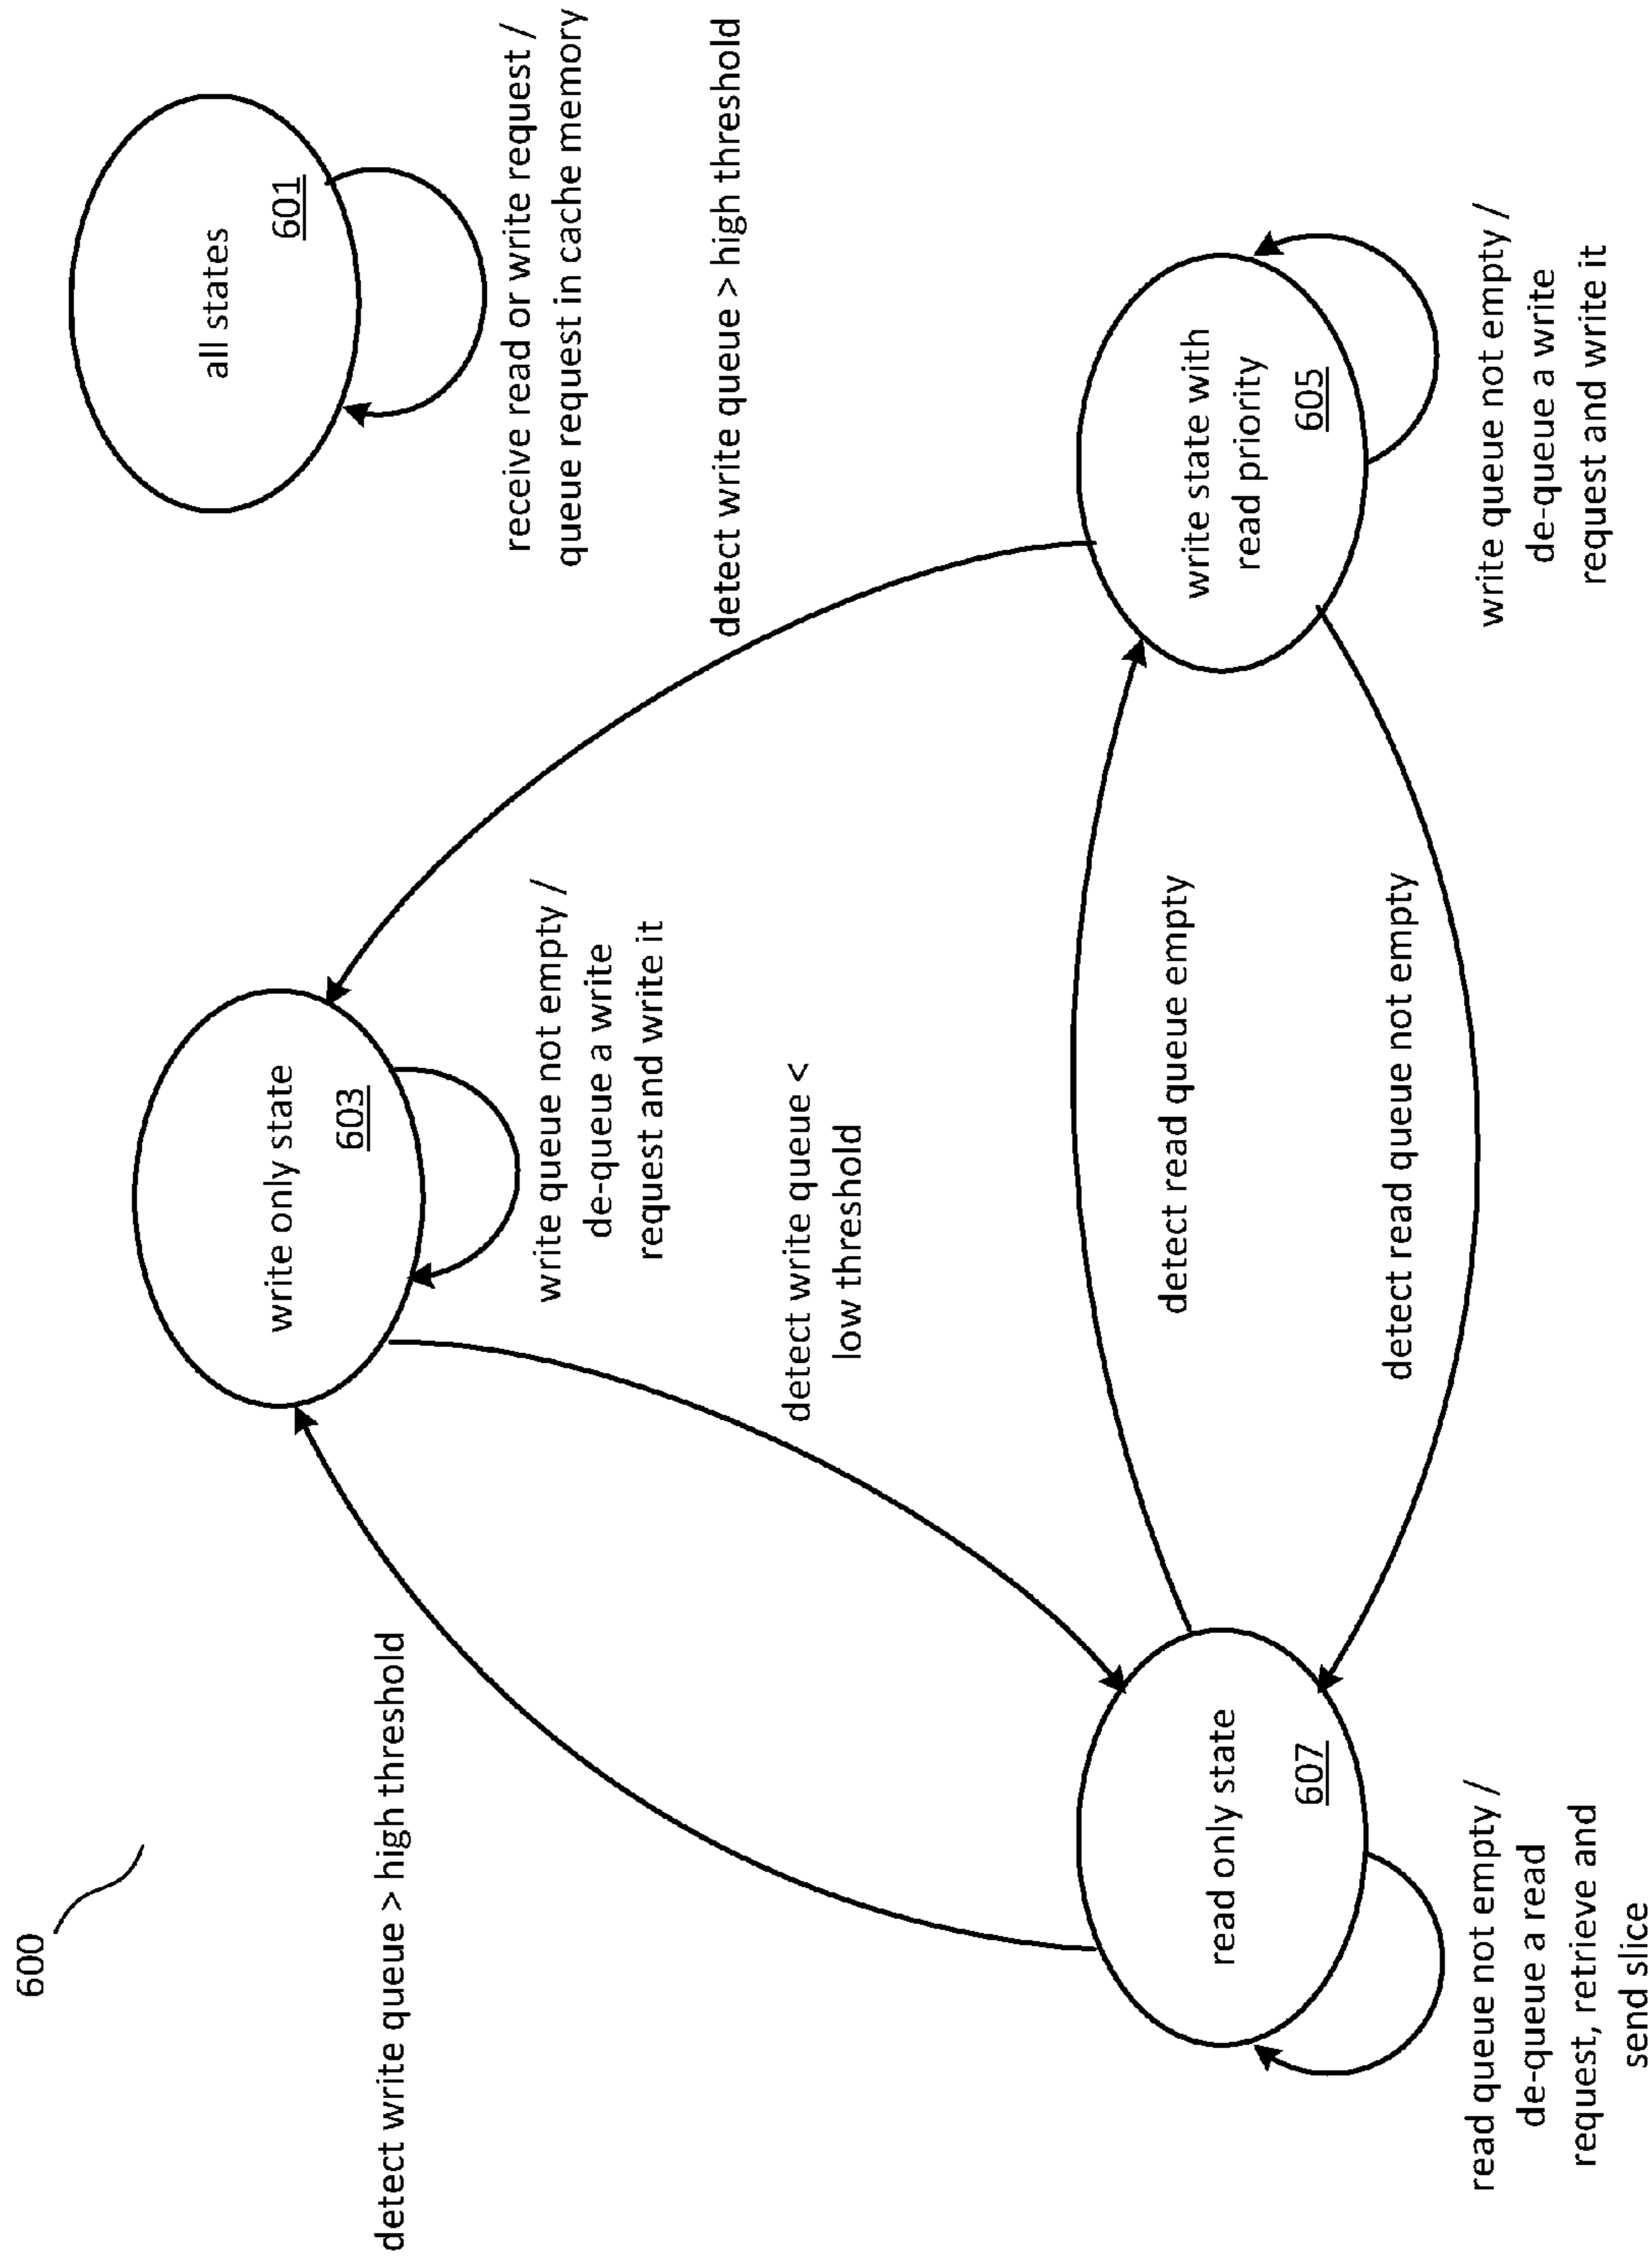 600
all states
601
receive read or write request /
queue request in cache memory
write only state
603
detect write queue > high threshold
write queue not empty /
de-queue a write
request and write it
detect write queue > high threshold
detect write queue <
low threshold
read only state
607
detect read queue empty
write state with
read priority
605
detect read queue not empty
read queue not empty /
de-queue a read
request, retrieve and
send slice
write queue not empty /
de-queue a write
request and write it